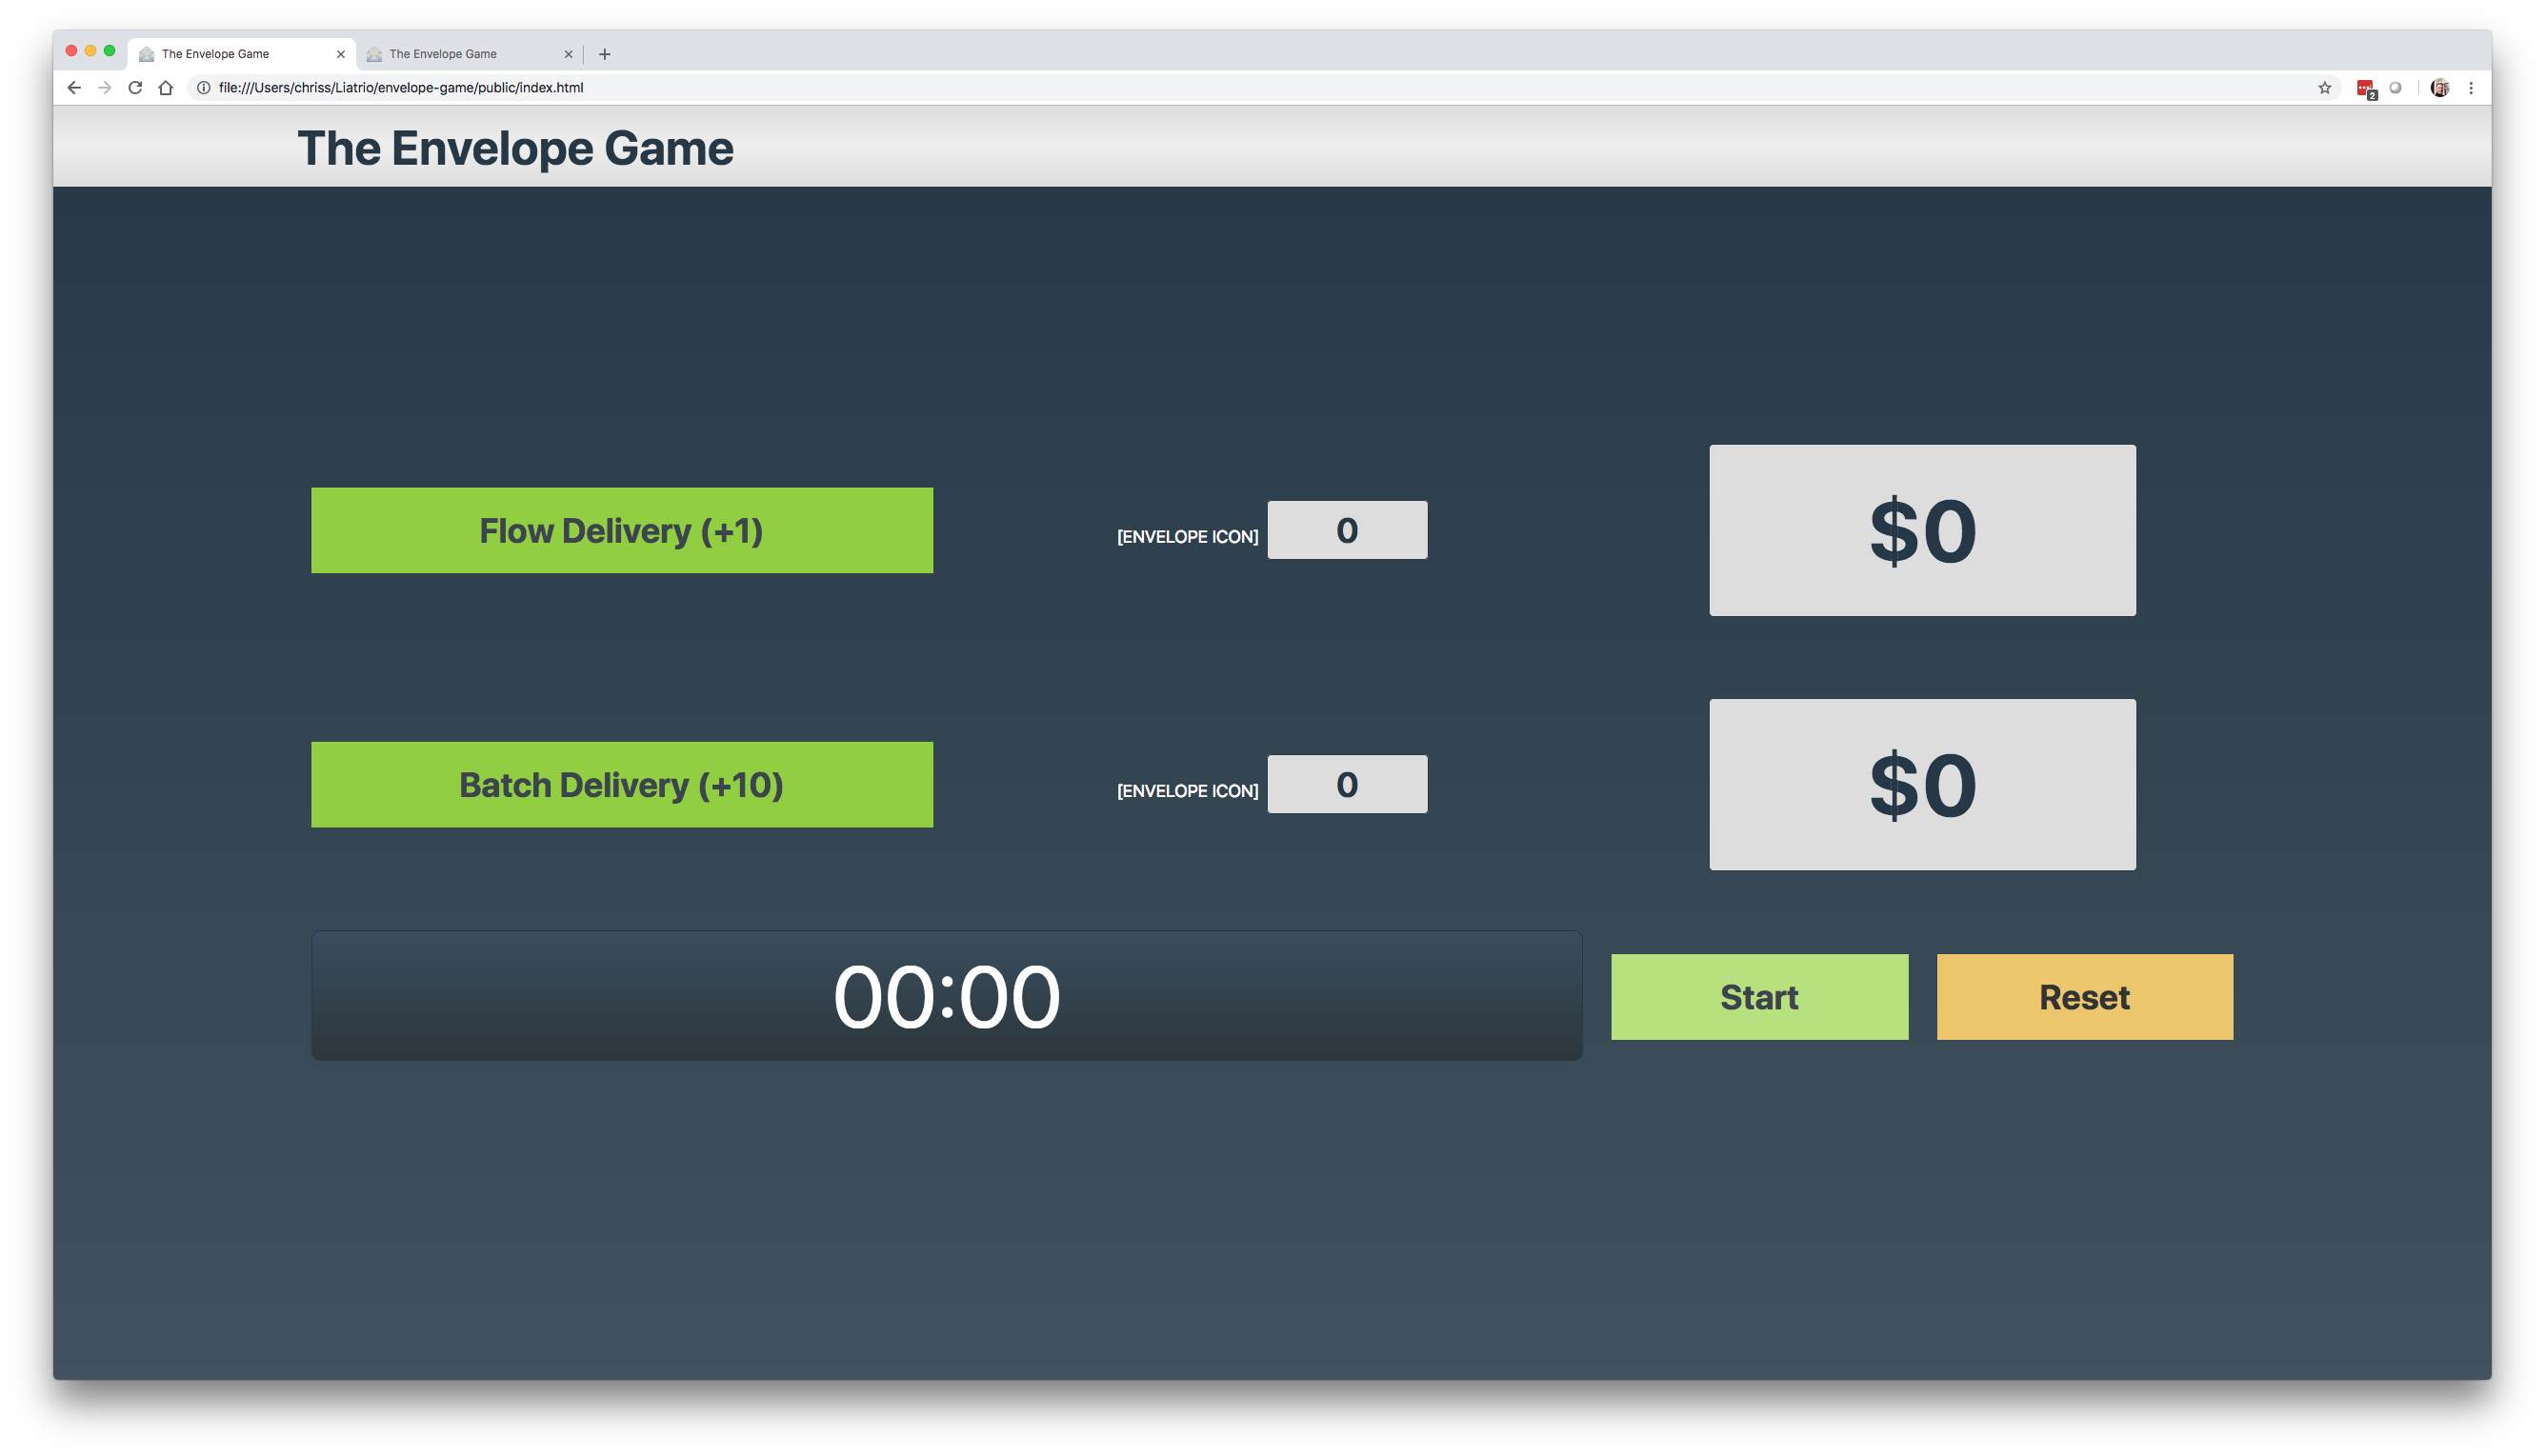 The Envelope Game
The Envelope Game
file:///Users/chriss/Liatrio/envelope-game/public/index.html
2
The Envelope Game
Flow Delivery (+1)
[ENVELOPE ICON]
0
$0
Batch Delivery (+10)
[ENVELOPE ICON]
0
$0
00:00
Start
Reset